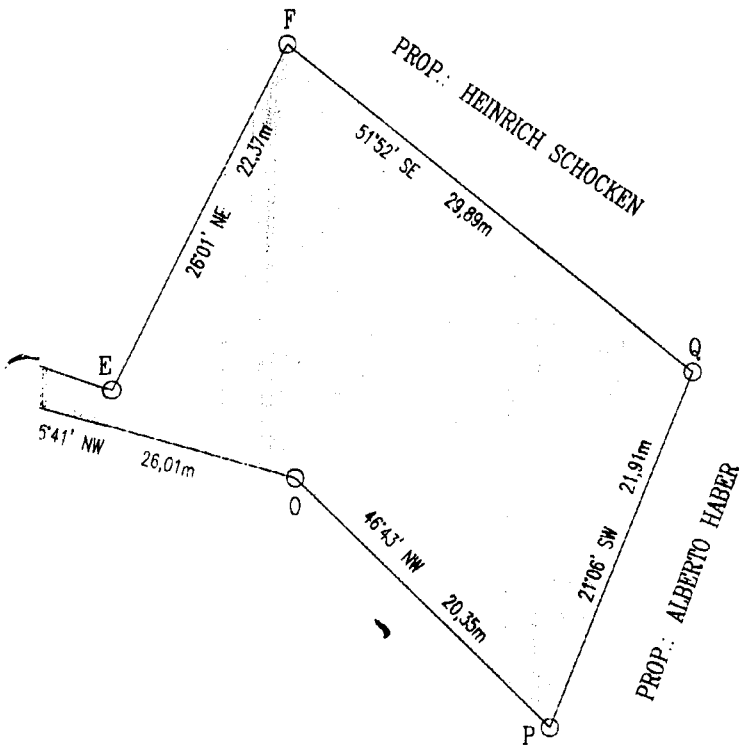 F
PROP.: HEINRICH SCHOCKEN
51°52' SE 29,89m
26°01' NE 22,37m
E
Q
5°41' NW 26,01m
O
46°43' NW 20,35m
21°06' SW 21,91m
PROP.: ALBERTO HABER
P